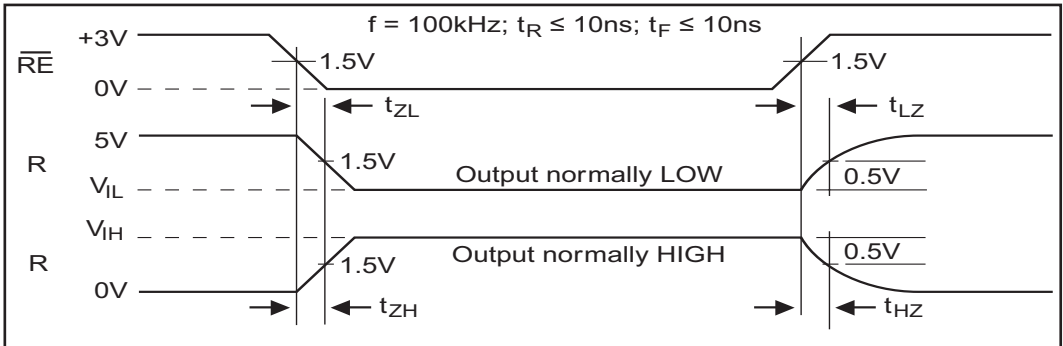 f = 100kHz; tR ≤ 10ns; tF ≤ 10ns
+3V
RE
1.5V
1.5V
0V
tZL
tLZ
5V
R
1.5V
Output normally LOW
0.5V
VIL
VIH
R
1.5V
Output normally HIGH
0.5V
0V
tZH
tHZ